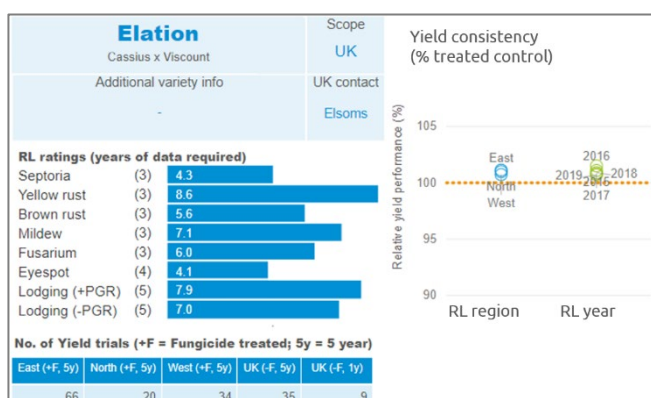 Elation
Cassius x Viscount
Scope
UK
Additional variety info
-
UK contact
Elsoms
RL ratings (years of data required)
Septoria (3) 4.3
Yellow rust (3) 8.6
Brown rust (3) 5.6
Mildew (3) 7.1
Fusarium (3) 6.0
Eyespot (4) 4.1
Lodging (+PGR) (5) 7.9
Lodging (-PGR) (5) 7.0
No. of Yield trials (+F = Fungicide treated; 5y = 5 year)
East (+F, 5y) North (+F, 5y) West (+F, 5y) UK (-F, 5y) UK (-F, 1y)
66 20 34 35 9
Yield consistency
(% treated control)
Relative yield performance (%)
105
100
95
90
East
North
West
2016
2019 2018
2017
RL region RL year